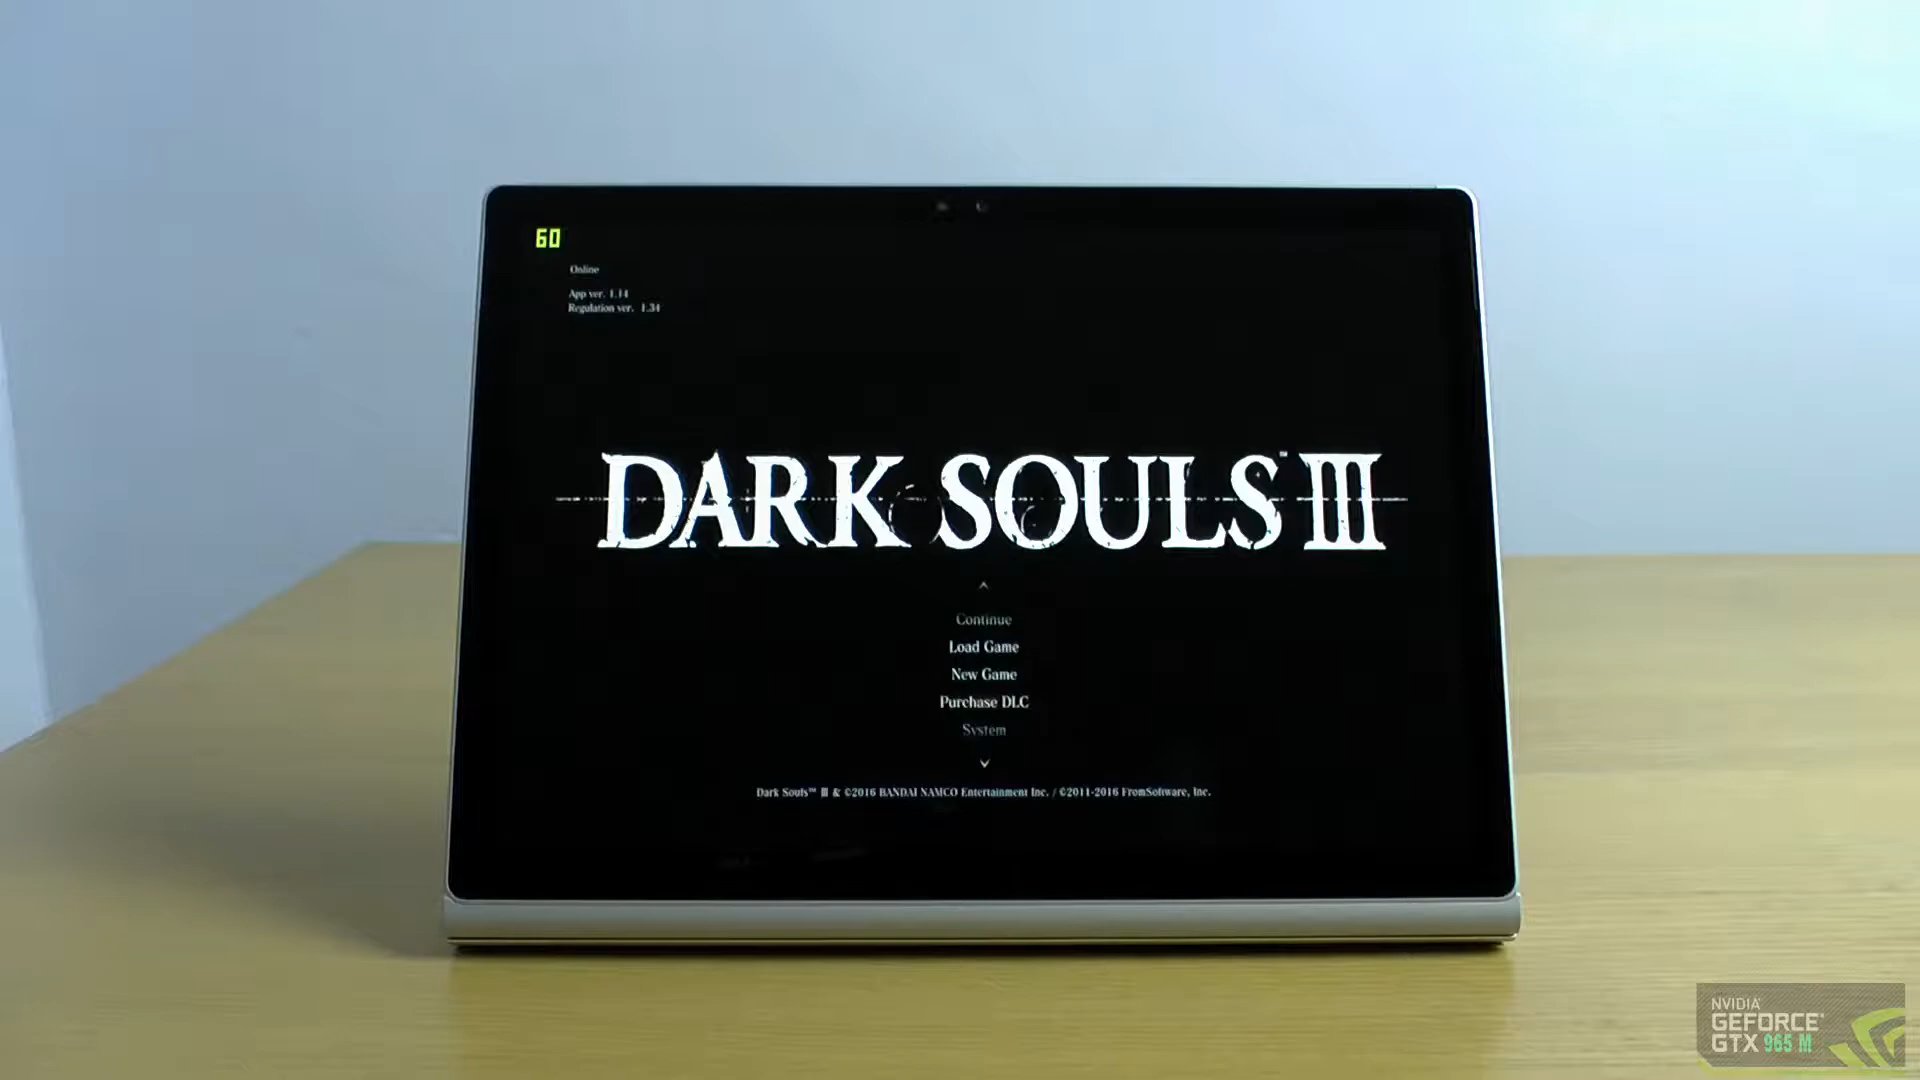 60
Online
App ver. 1.14
Regulation ver. 1.34
DARK SOULS™ III
Continue
Load Game
New Game
Purchase DLC
System
Dark Souls™ III & ©2016 BANDAI NAMCO Entertainment Inc. / ©2011-2016 FromSoftware, Inc.
NVIDIA
GEFORCE
GTX 965 M